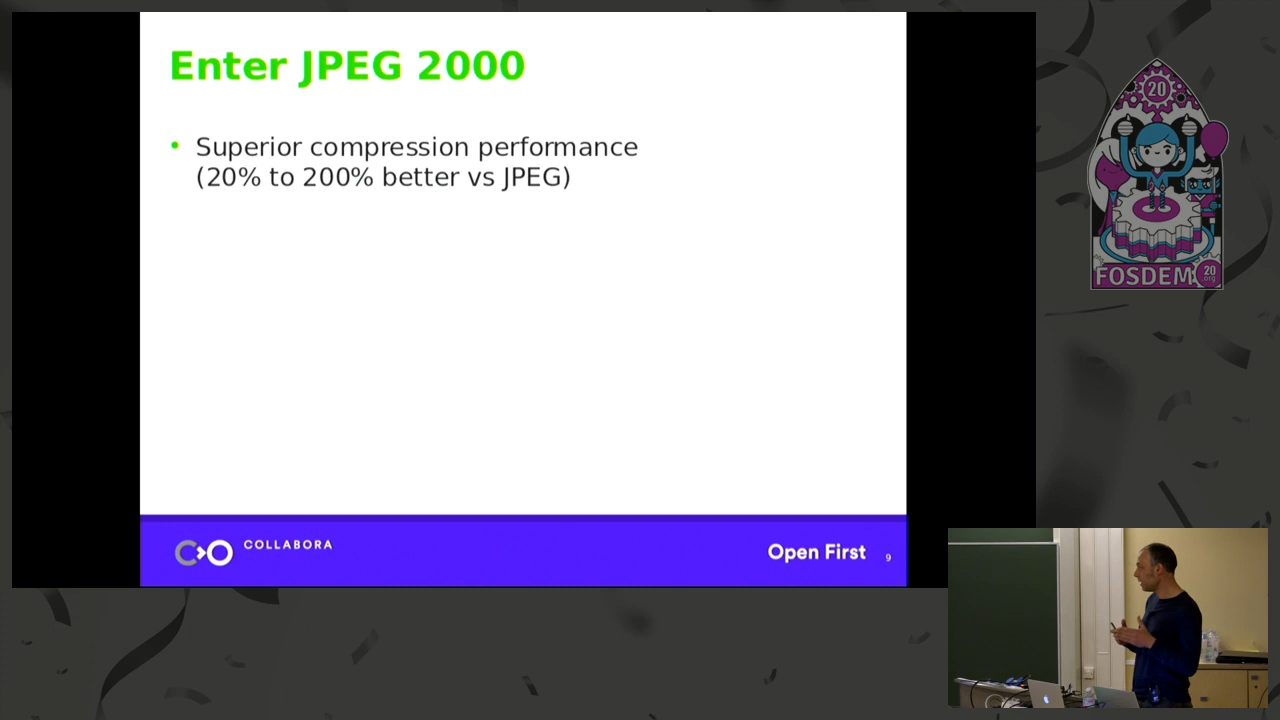 Enter JPEG 2000
• Superior compression performance
(20% to 200% better vs JPEG)
COLLABORA
Open First
9
20
FOSDEM
20
.org